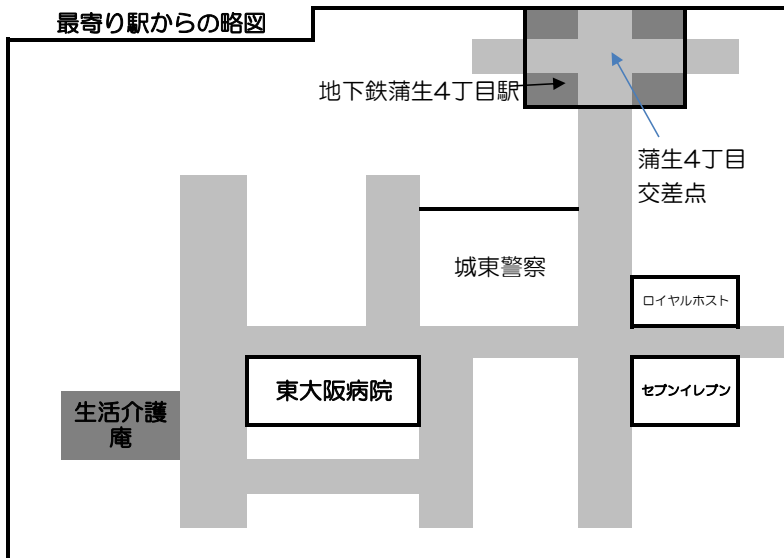 最寄り駅からの略図
地下鉄蒲生4丁目駅
蒲生4丁目
交差点
城東警察
ロイヤルホスト
東大阪病院
セブンイレブン
生活介護
庵